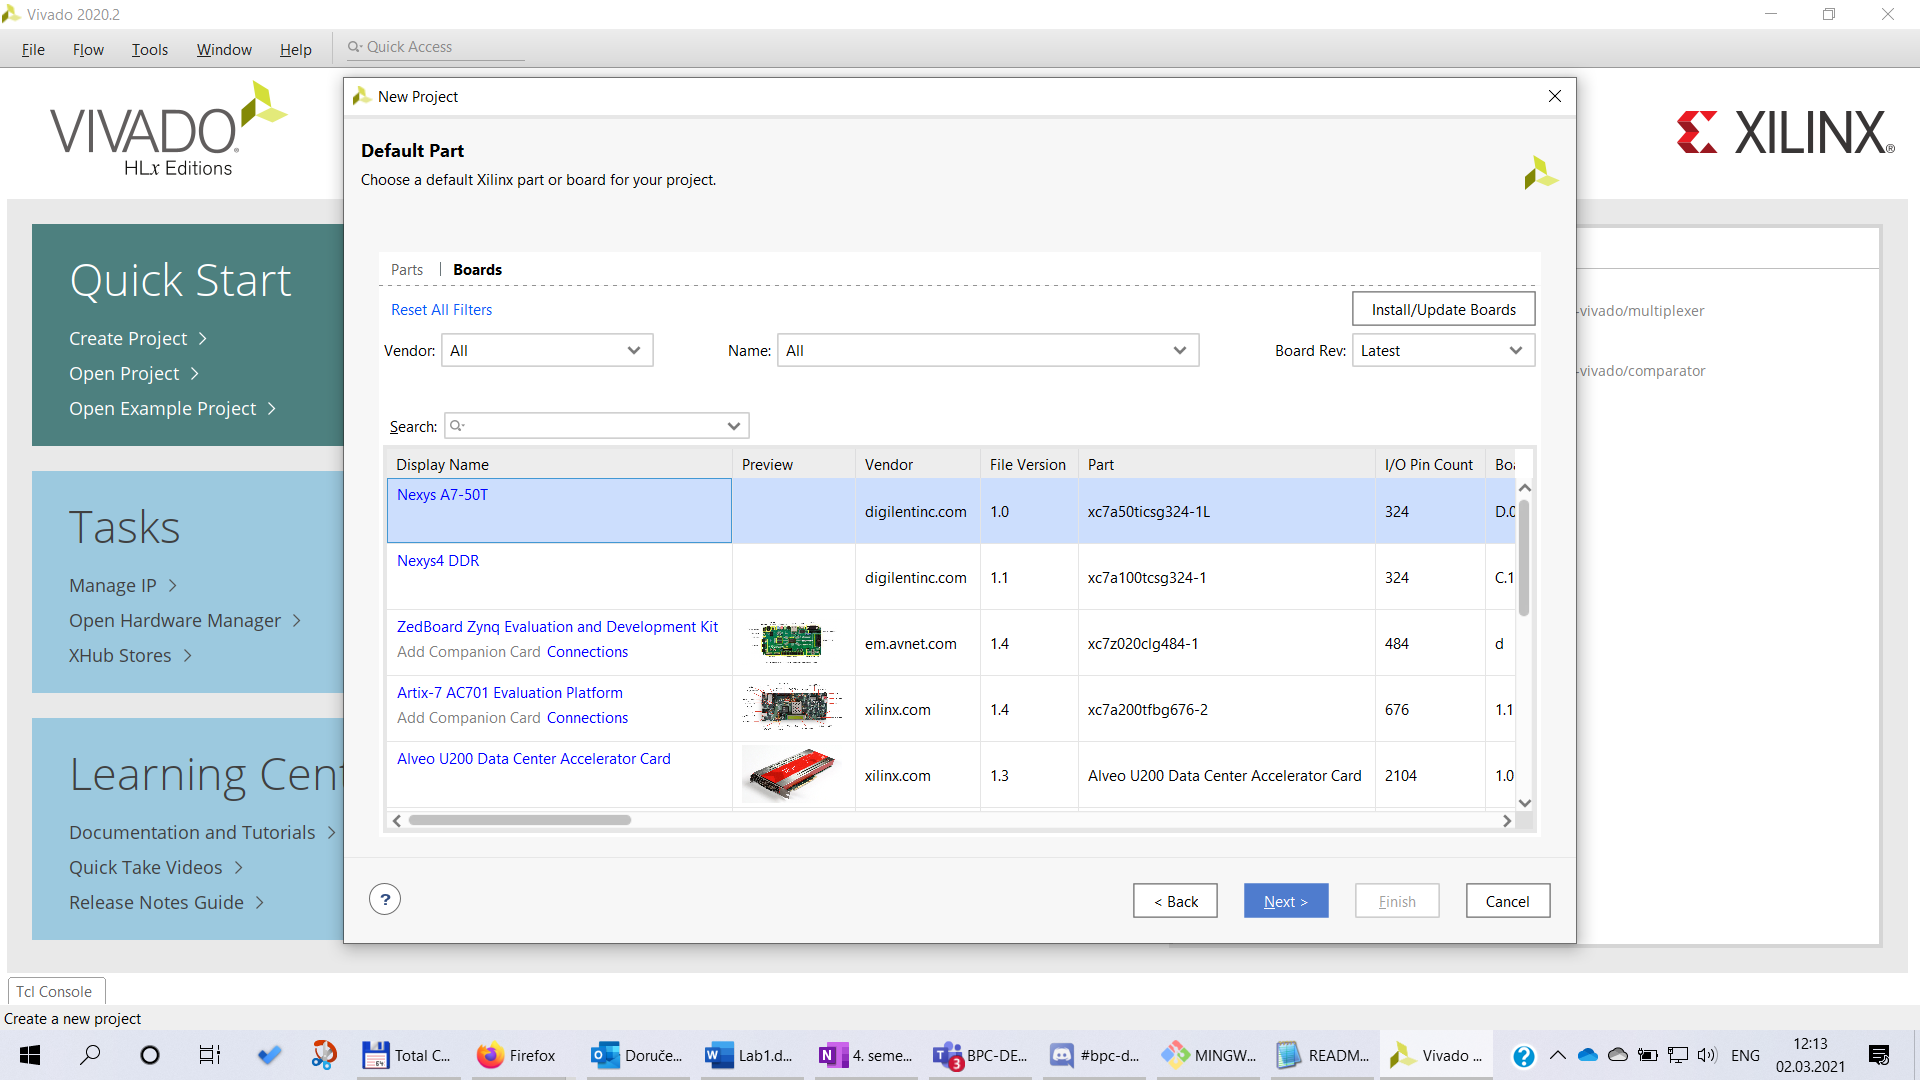 Vivado 2020.2
File Flow Tools Window Help Quick Access
VIVADO
HLx Editions
XILINX
New Project
Default Part
Choose a default Xilinx part or board for your project.
Parts | Boards
Reset All Filters
Install/Update Boards
Vendor: All Name: All Board Rev: Latest
Search:
Display Name Preview Vendor File Version Part I/O Pin Count Boa
Nexys A7-50T digilentinc.com 1.0 xc7a50ticsg324-1L 324 D.0
Nexys4 DDR digilentinc.com 1.1 xc7a100tcsg324-1 324 C.1
ZedBoard Zynq Evaluation and Development Kit
Add Companion Card Connections em.avnet.com 1.4 xc7z020clg484-1 484 d
Artix-7 AC701 Evaluation Platform
Add Companion Card Connections xilinx.com 1.4 xc7a200tfbg676-2 676 1.1
Alveo U200 Data Center Accelerator Card xilinx.com 1.3 Alveo U200 Data Center Accelerator Card 2104 1.0
? < Back Next > Finish Cancel
Quick Start
Create Project >
Open Project >
Open Example Project >
Tasks
Manage IP >
Open Hardware Manager >
XHub Stores >
Learning Cent
Documentation and Tutorials >
Quick Take Videos >
Release Notes Guide >
-vivado/multiplexer
-vivado/comparator
Tcl Console
Create a new project
Total C... Firefox Doruče... Lab1.d... 4. seme... 3 BPC-DE... #bpc-d... MINGW... READM... Vivado ... ENG
12:13
02.03.2021